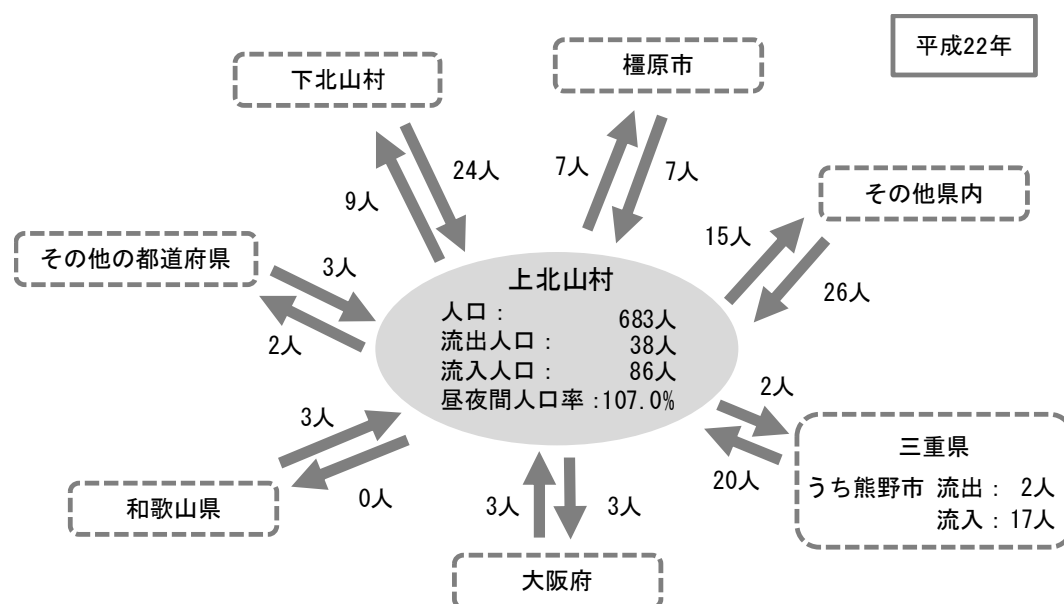 平成22年
下北山村
橿原市
24人
9人
7人
7人
その他県内
15人
26人
その他の都道府県
3人
2人
上北山村
人口： 683人
流出人口： 38人
流入人口： 86人
昼夜間人口率：107.0%
3人
0人
和歌山県
3人
3人
大阪府
2人
20人
三重県
うち熊野市 流出： 2人
流入：17人